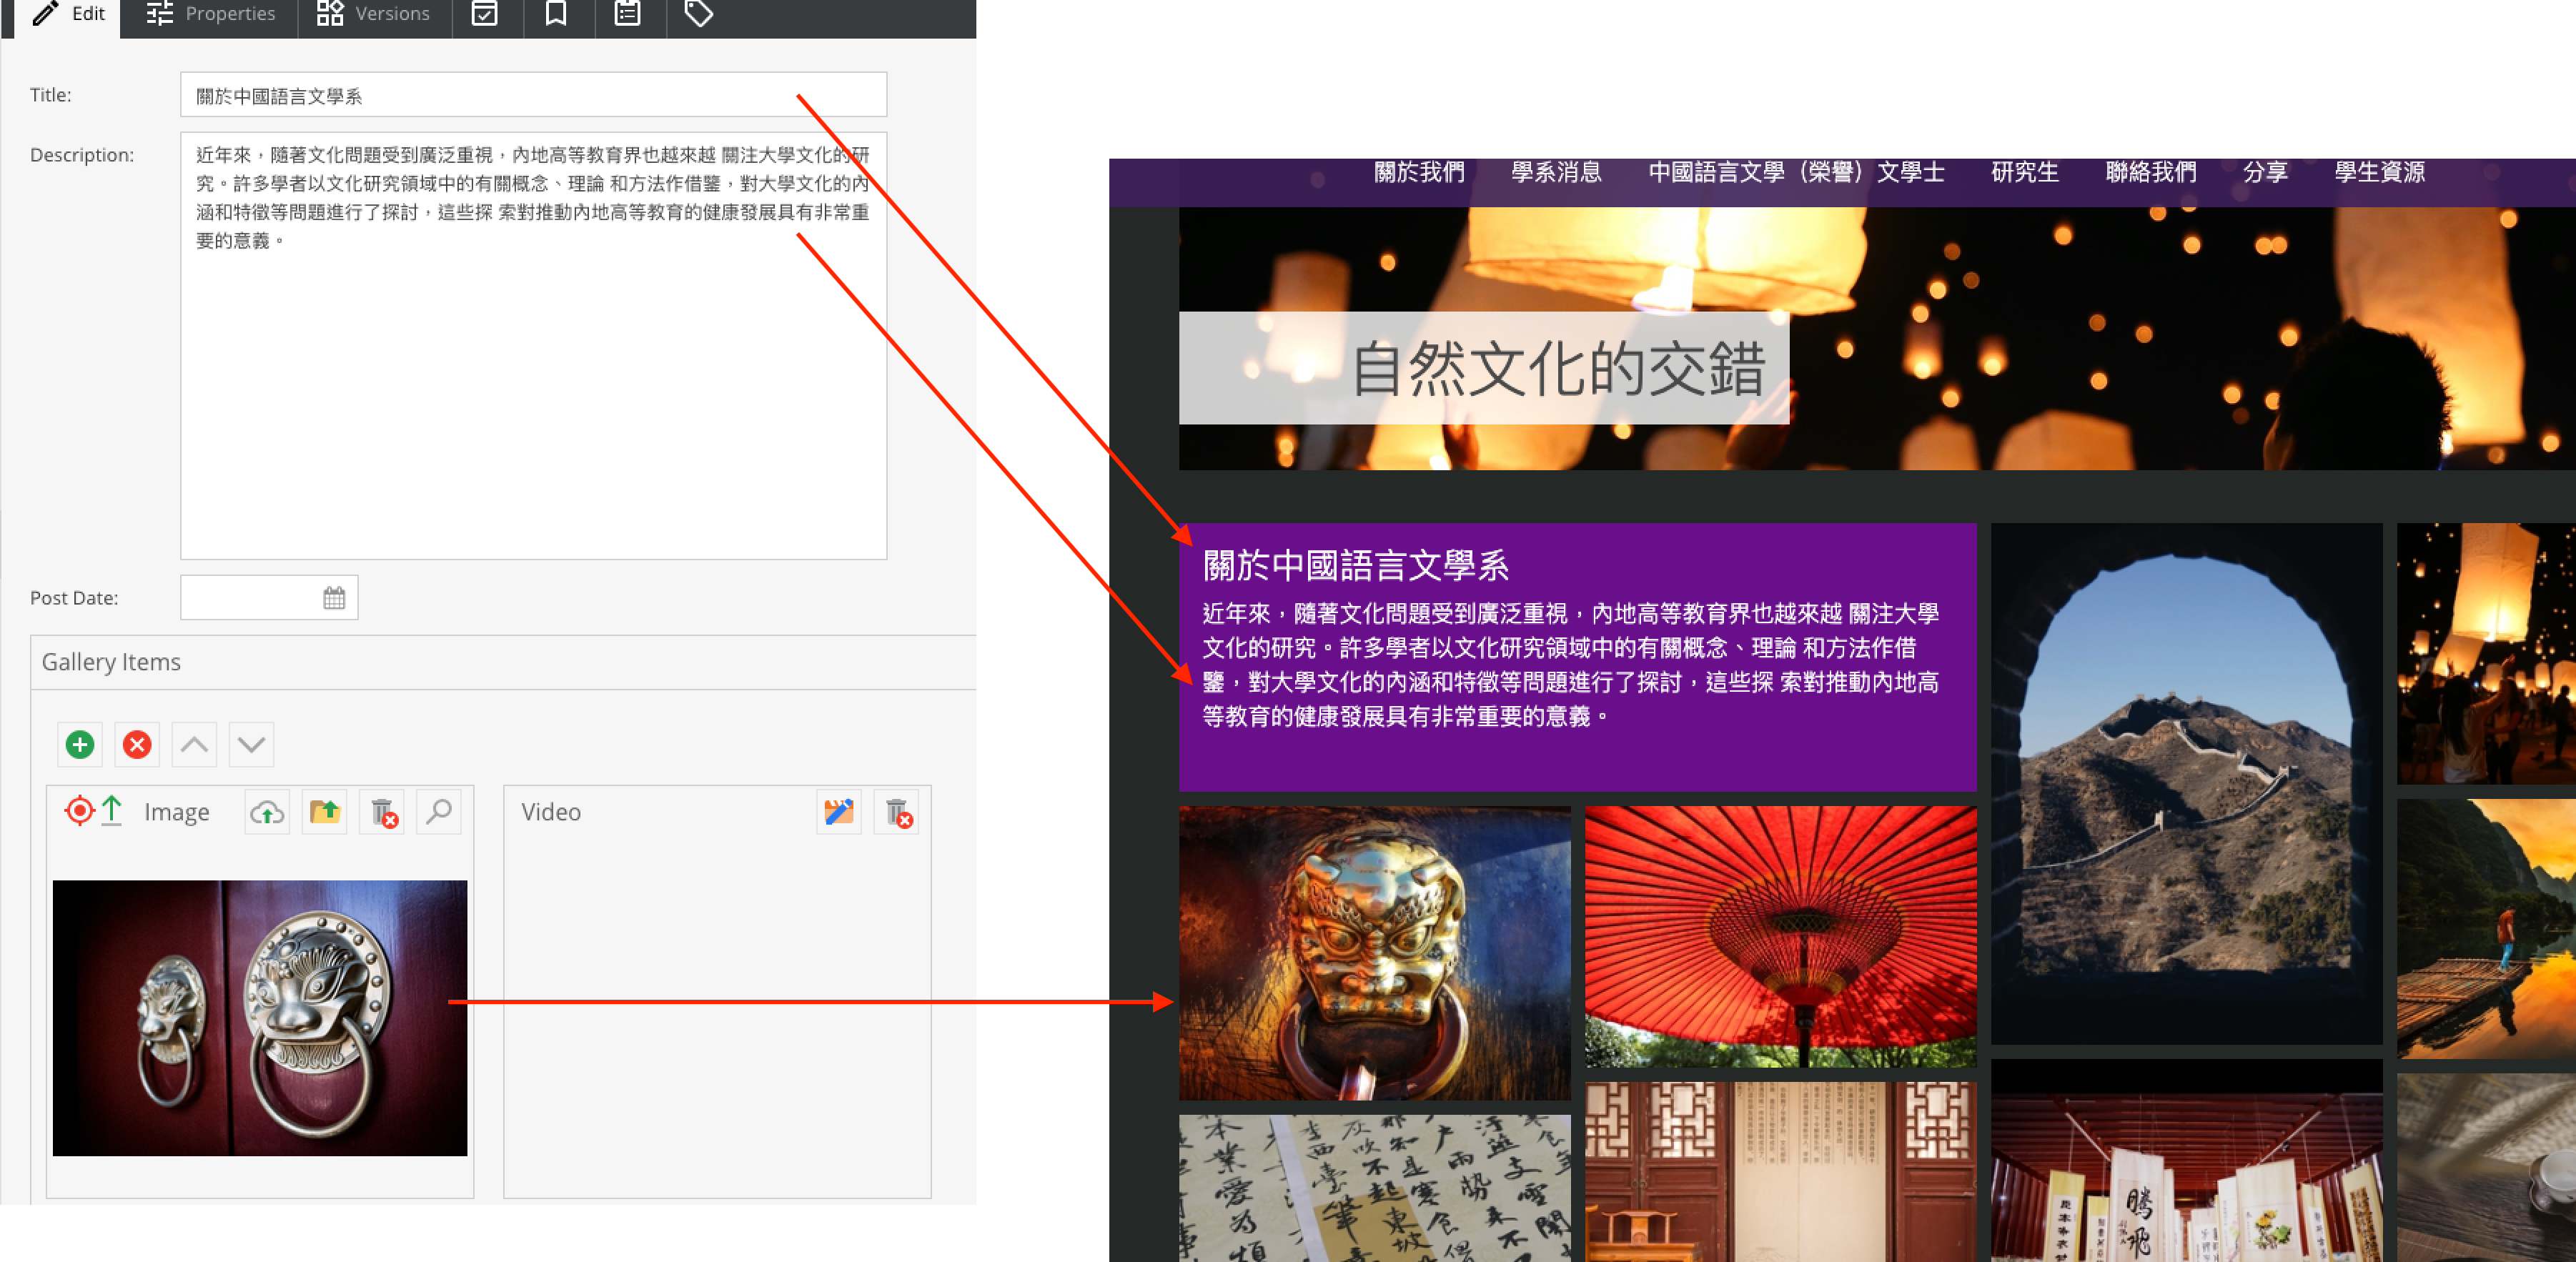 Edit
Properties
Versions
Title:
關於中國語言文學系
Description:
近年來，隨著文化問題受到廣泛重視，內地高等教育界也越來越 關注大學文化的研
究。許多學者以文化研究領域中的有關概念、理論 和方法作借鑒，對大學文化的內
涵和特徵等問題進行了探討，這些探 索對推動內地高等教育的健康發展具有非常重
要的意義。
Post Date:
Gallery Items
Image
Video
關於我們
學系消息
中國語言文學（榮譽）文學士
研究生
聯絡我們
分享
學生資源
自然文化的交錯
關於中國語言文學系
近年來，隨著文化問題受到廣泛重視，內地高等教育界也越來越 關注大學
文化的研究。許多學者以文化研究領域中的有關概念、理論 和方法作借
鑒，對大學文化的內涵和特徵等問題進行了探討，這些探 索對推動內地高
等教育的健康發展具有非常重要的意義。
騰飛